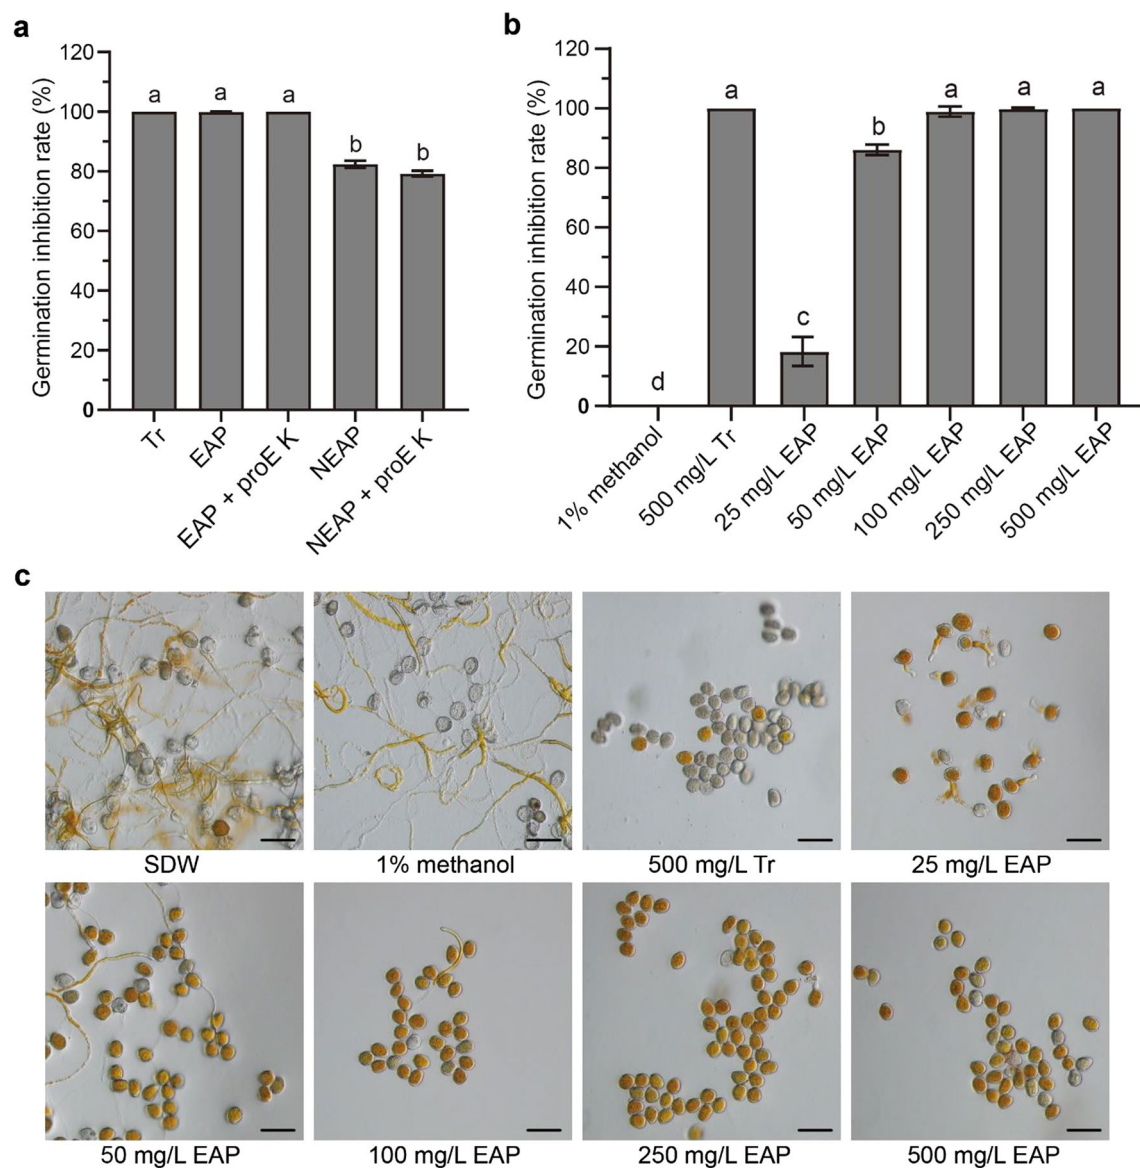 a
Germination inhibition rate (%)
120
100
80
60
40
20
0
a
a
a
b
b
Tr
EAP
EAP + proE K
NEAP
NEAP + proE K
b
Germination inhibition rate (%)
120
100
80
60
40
20
0
d
a
c
b
a
a
a
1% methanol
500 mg/L Tr
25 mg/L EAP
50 mg/L EAP
100 mg/L EAP
250 mg/L EAP
500 mg/L EAP
c
SDW
1% methanol
500 mg/L Tr
25 mg/L EAP
50 mg/L EAP
100 mg/L EAP
250 mg/L EAP
500 mg/L EAP